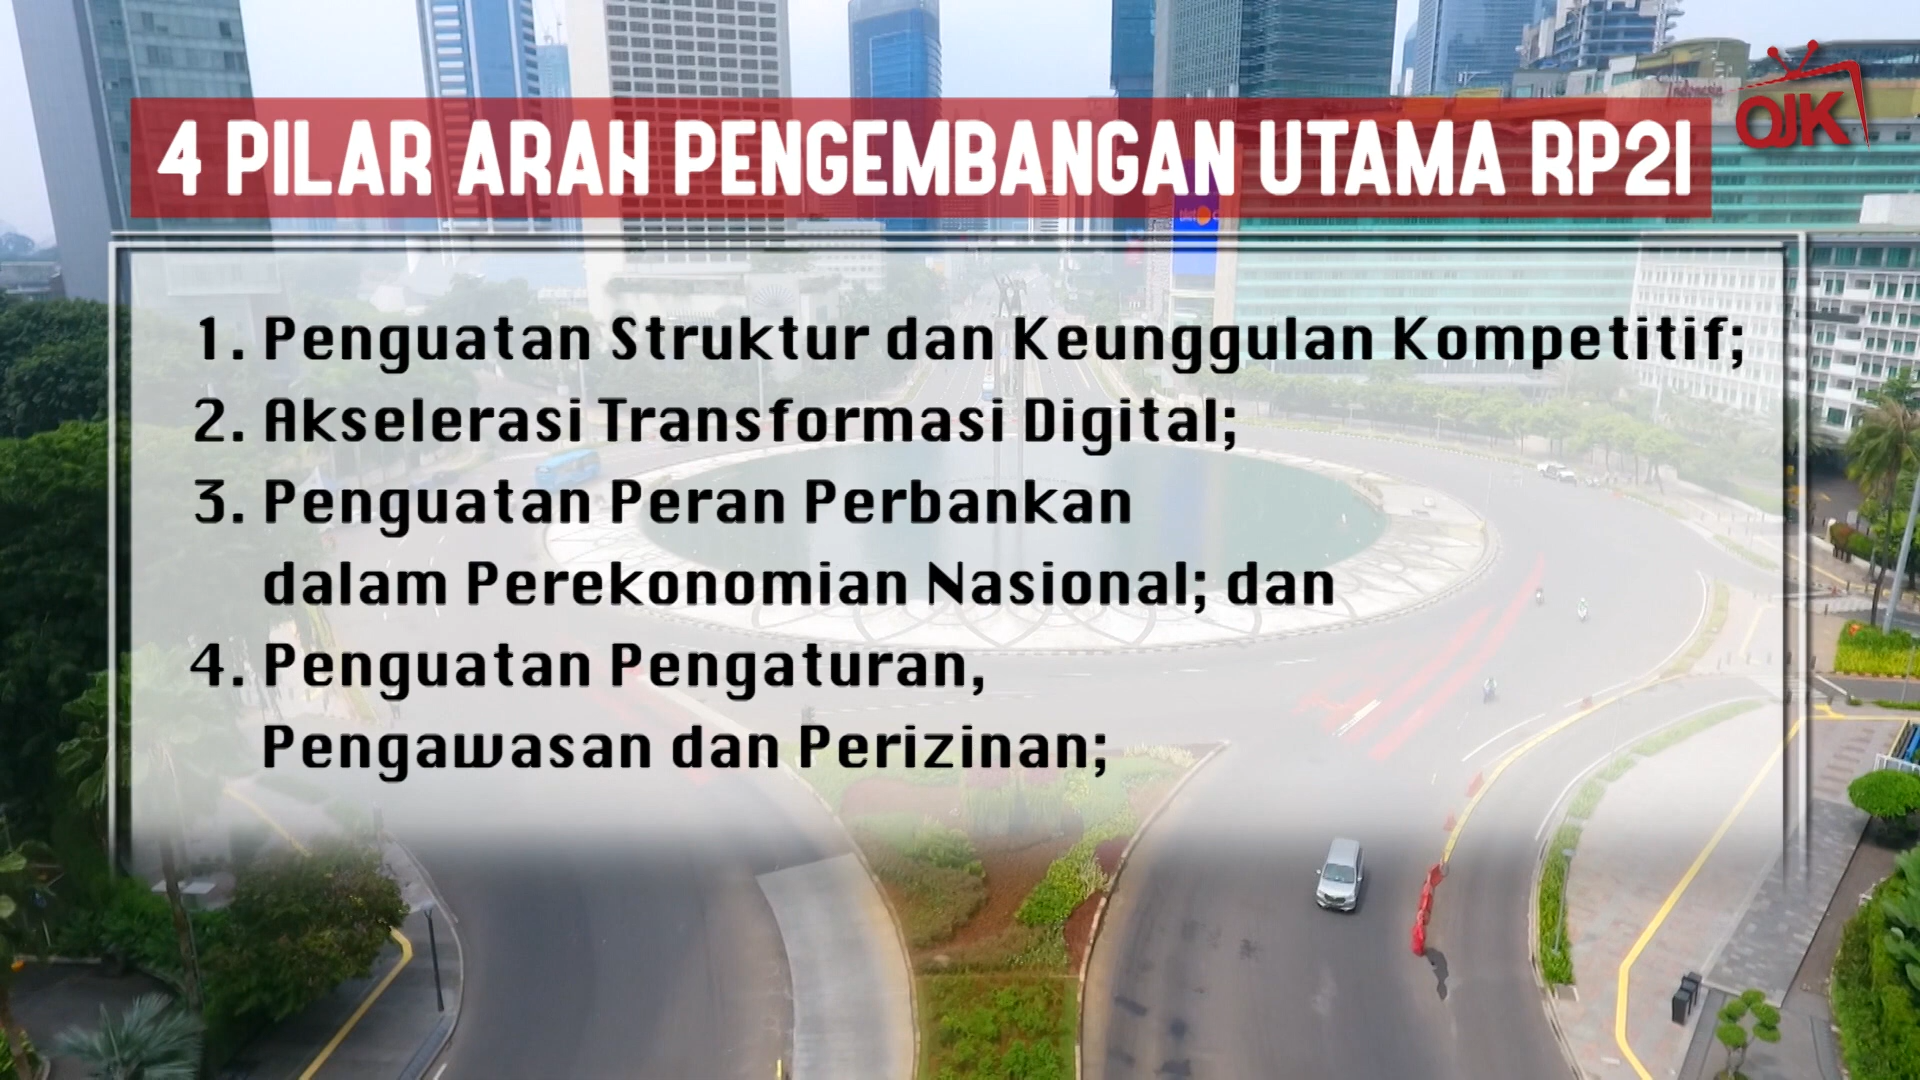 4 PILAR ARAH PENGEMBANGAN UTAMA RP2I
OJK
1. Penguatan Struktur dan Keunggulan Kompetitif;
2. Akselerasi Transformasi Digital;
3. Penguatan Peran Perbankan
dalam Perekonomian Nasional; dan
4. Penguatan Pengaturan,
Pengawasan dan Perizinan;